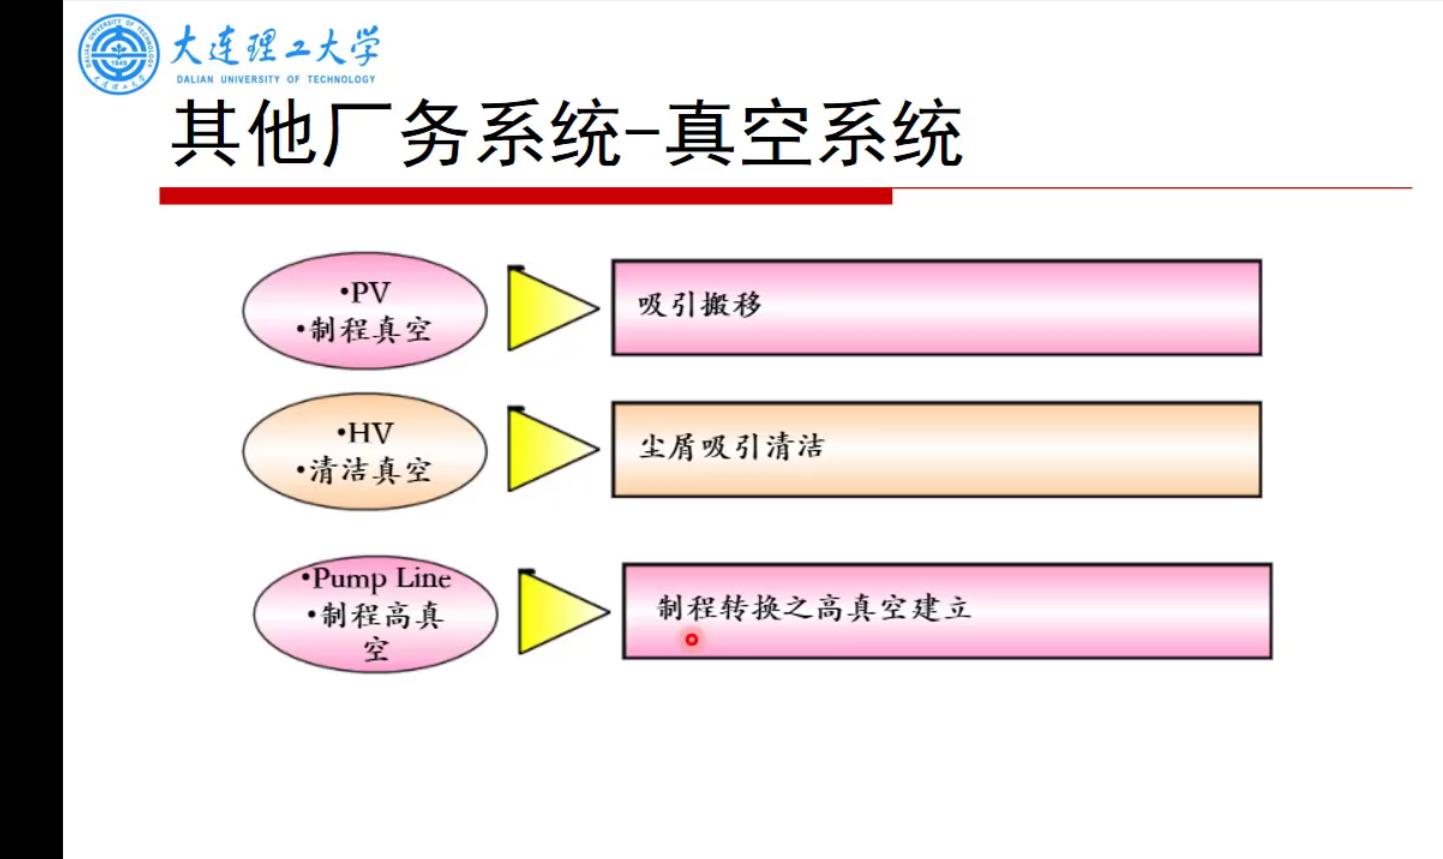 大连理工大学
DALIAN UNIVERSITY OF TECHNOLOGY
其他厂务系统-真空系统
•PV
•制程真空
吸引搬移
•HV
•清洁真空
尘屑吸引清洁
•Pump Line
•制程高真
空
制程转换之高真空建立